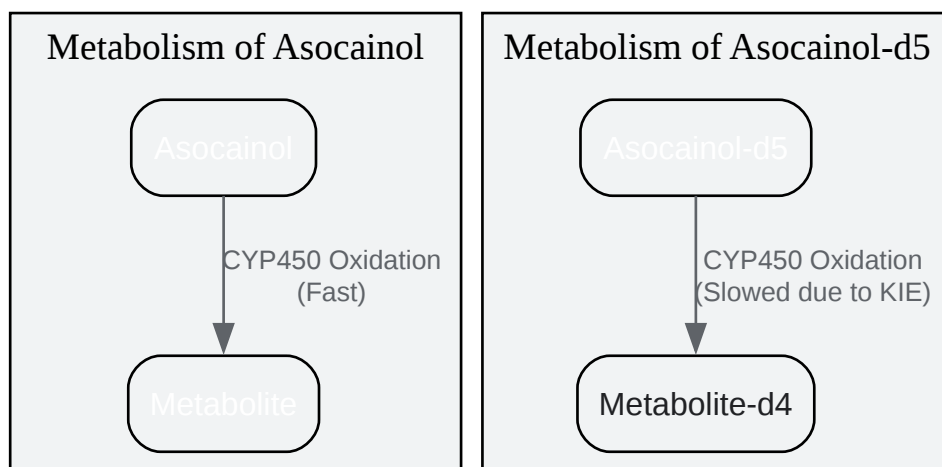 Metabolism of Asocainol
Asocainol
CYP450 Oxidation
(Fast)
Metabolite
Metabolism of Asocainol-d5
Asocainol-d5
CYP450 Oxidation
(Slowed due to KIE)
Metabolite-d4